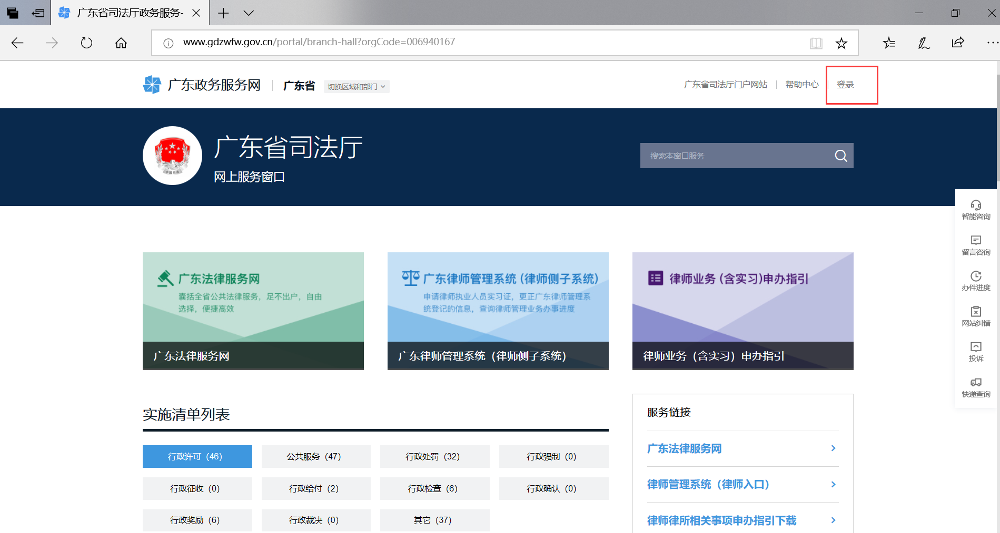 广东省司法厅政务服务-
www.gdzwfw.gov.cn/portal/branch-hall?orgCode=006940167
广东政务服务网
广东省
切换区域和部门
广东省司法厅门户网站
帮助中心
登录
广东省司法厅
网上服务窗口
搜索本窗口服务
中国司法
智能咨询
留言咨询
办件进度
网站纠错
投诉
快递查询
广东法律服务网
囊括全省公共法律服务，足不出户，自由
选择，便捷高效
广东法律服务网
广东律师管理系统 (律师侧子系统)
申请律师执业人员实习证，更正广东律师管理系
统登记的信息，查询律师管理业务办事进度
广东律师管理系统（律师侧子系统）
律师业务 (含实习)申办指引
律师业务（含实习）申办指引
实施清单列表
行政许可（46）
公共服务（47）
行政处罚（32）
行政强制（0）
行政征收（0）
行政给付（2）
行政检查（6）
行政确认（0）
行政奖励（6）
行政裁决（0）
其它（37）
服务链接
广东法律服务网
律师管理系统（律师入口）
律师律所相关事项申办指引下载